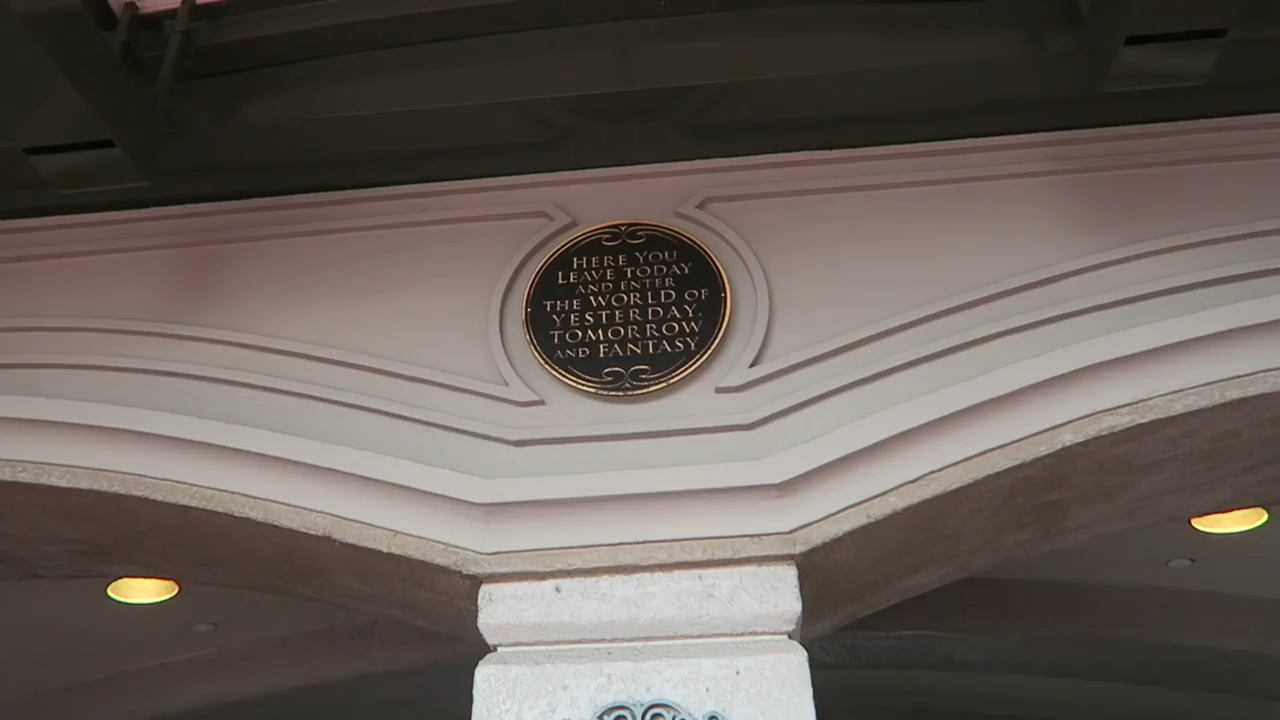 HERE YOU
LEAVE TODAY
AND ENTER
THE WORLD OF
YESTERDAY,
TOMORROW
AND FANTASY